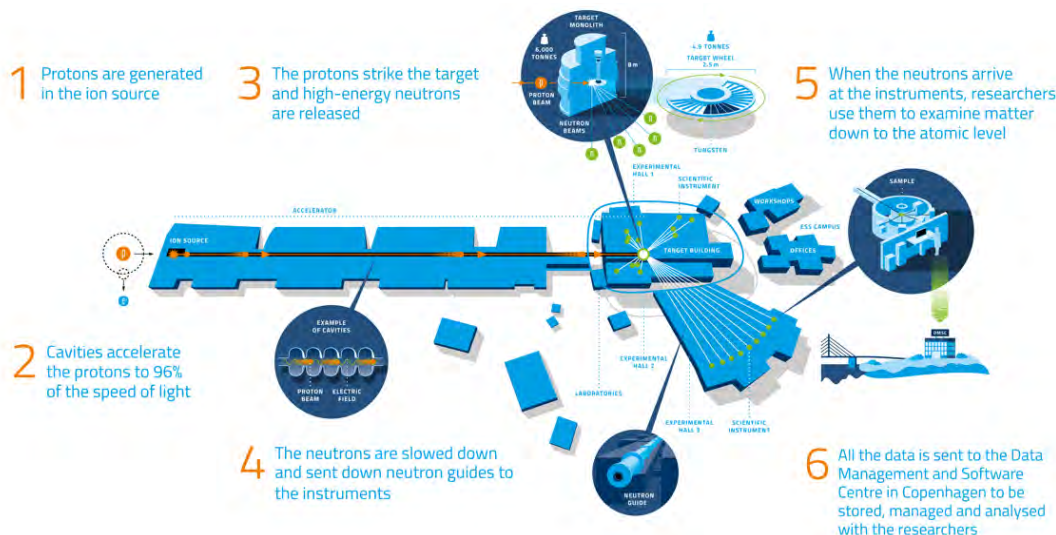 1 Protons are generated
in the ion source
3 The protons strike the target
and high-energy neutrons
are released
TARGET
MONOLITH
6,000
TONNES
8 m
PROTON
BEAM
NEUTRON
BEAMS
TARGET WHEEL
2.5 m
TUNGSTEN
5 When the neutrons arrive
at the instruments, researchers
use them to examine matter
down to the atomic level
EXPERIMENTAL
HALL 1
SCIENTIFIC
INSTRUMENT
ACCELERATOR
ION SOURCE
TARGET BUILDING
WORKSHOPS
ESS CAMPUS
OFFICES
SAMPLE
2 Cavities accelerate
the protons to 96%
of the speed of light
EXAMPLE
OF CAVITIES
PROTON
BEAM
ELECTRIC
FIELD
EXPERIMENTAL
HALL 2
LABORATORIES
EXPERIMENTAL
HALL 3
SCIENTIFIC
INSTRUMENT
4 The neutrons are slowed down
and sent down neutron guides to
the instruments
NEUTRON
GUIDE
6 All the data is sent to the Data
Management and Software
Centre in Copenhagen to be
stored, managed and analysed
with the researchers